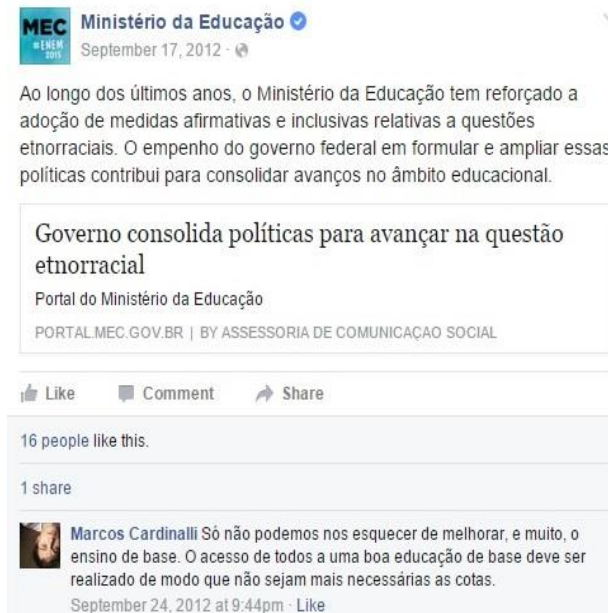 MEC
#ENEM
2015
Ministério da Educação
September 17, 2012 ·
Ao longo dos últimos anos, o Ministério da Educação tem reforçado a
adoção de medidas afirmativas e inclusivas relativas a questões
etnorraciais. O empenho do governo federal em formular e ampliar essas
políticas contribui para consolidar avanços no âmbito educacional.
Governo consolida políticas para avançar na questão
etnorracial
Portal do Ministério da Educação
PORTAL.MEC.GOV.BR | BY ASSESSORIA DE COMUNICAÇAO SOCIAL
Like Comment Share
16 people like this.
1 share
Marcos Cardinalli Só não podemos nos esquecer de melhorar, e muito, o
ensino de base. O acesso de todos a uma boa educação de base deve ser
realizado de modo que não sejam mais necessárias as cotas.
September 24, 2012 at 9:44pm · Like